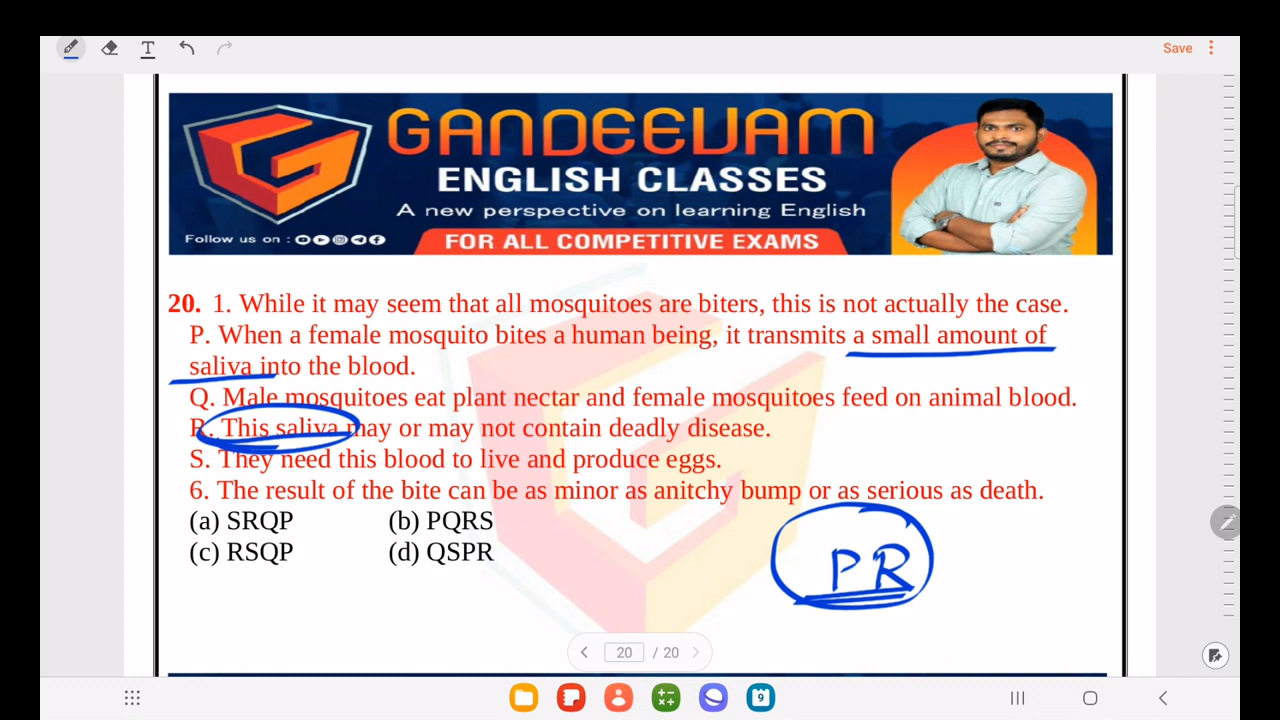 T
Save
GANDEEVAM
ENGLISH CLASSES
A new perspective on learning English
Follow us on :
FOR ALL COMPETITIVE EXAMS
20. 1. While it may seem that all mosquitoes are biters, this is not actually the case.
P. When a female mosquito bites a human being, it transmits a small amount of
saliva into the blood.
Q. Male mosquitoes eat plant nectar and female mosquitoes feed on animal blood.
R. This saliva may or may not contain deadly disease.
S. They need this blood to live and produce eggs.
6. The result of the bite can be as minor as anitchy bump or as serious as death.
(a) SRQP (b) PQRS
(c) RSQP (d) QSPR
PR
20 / 20
9